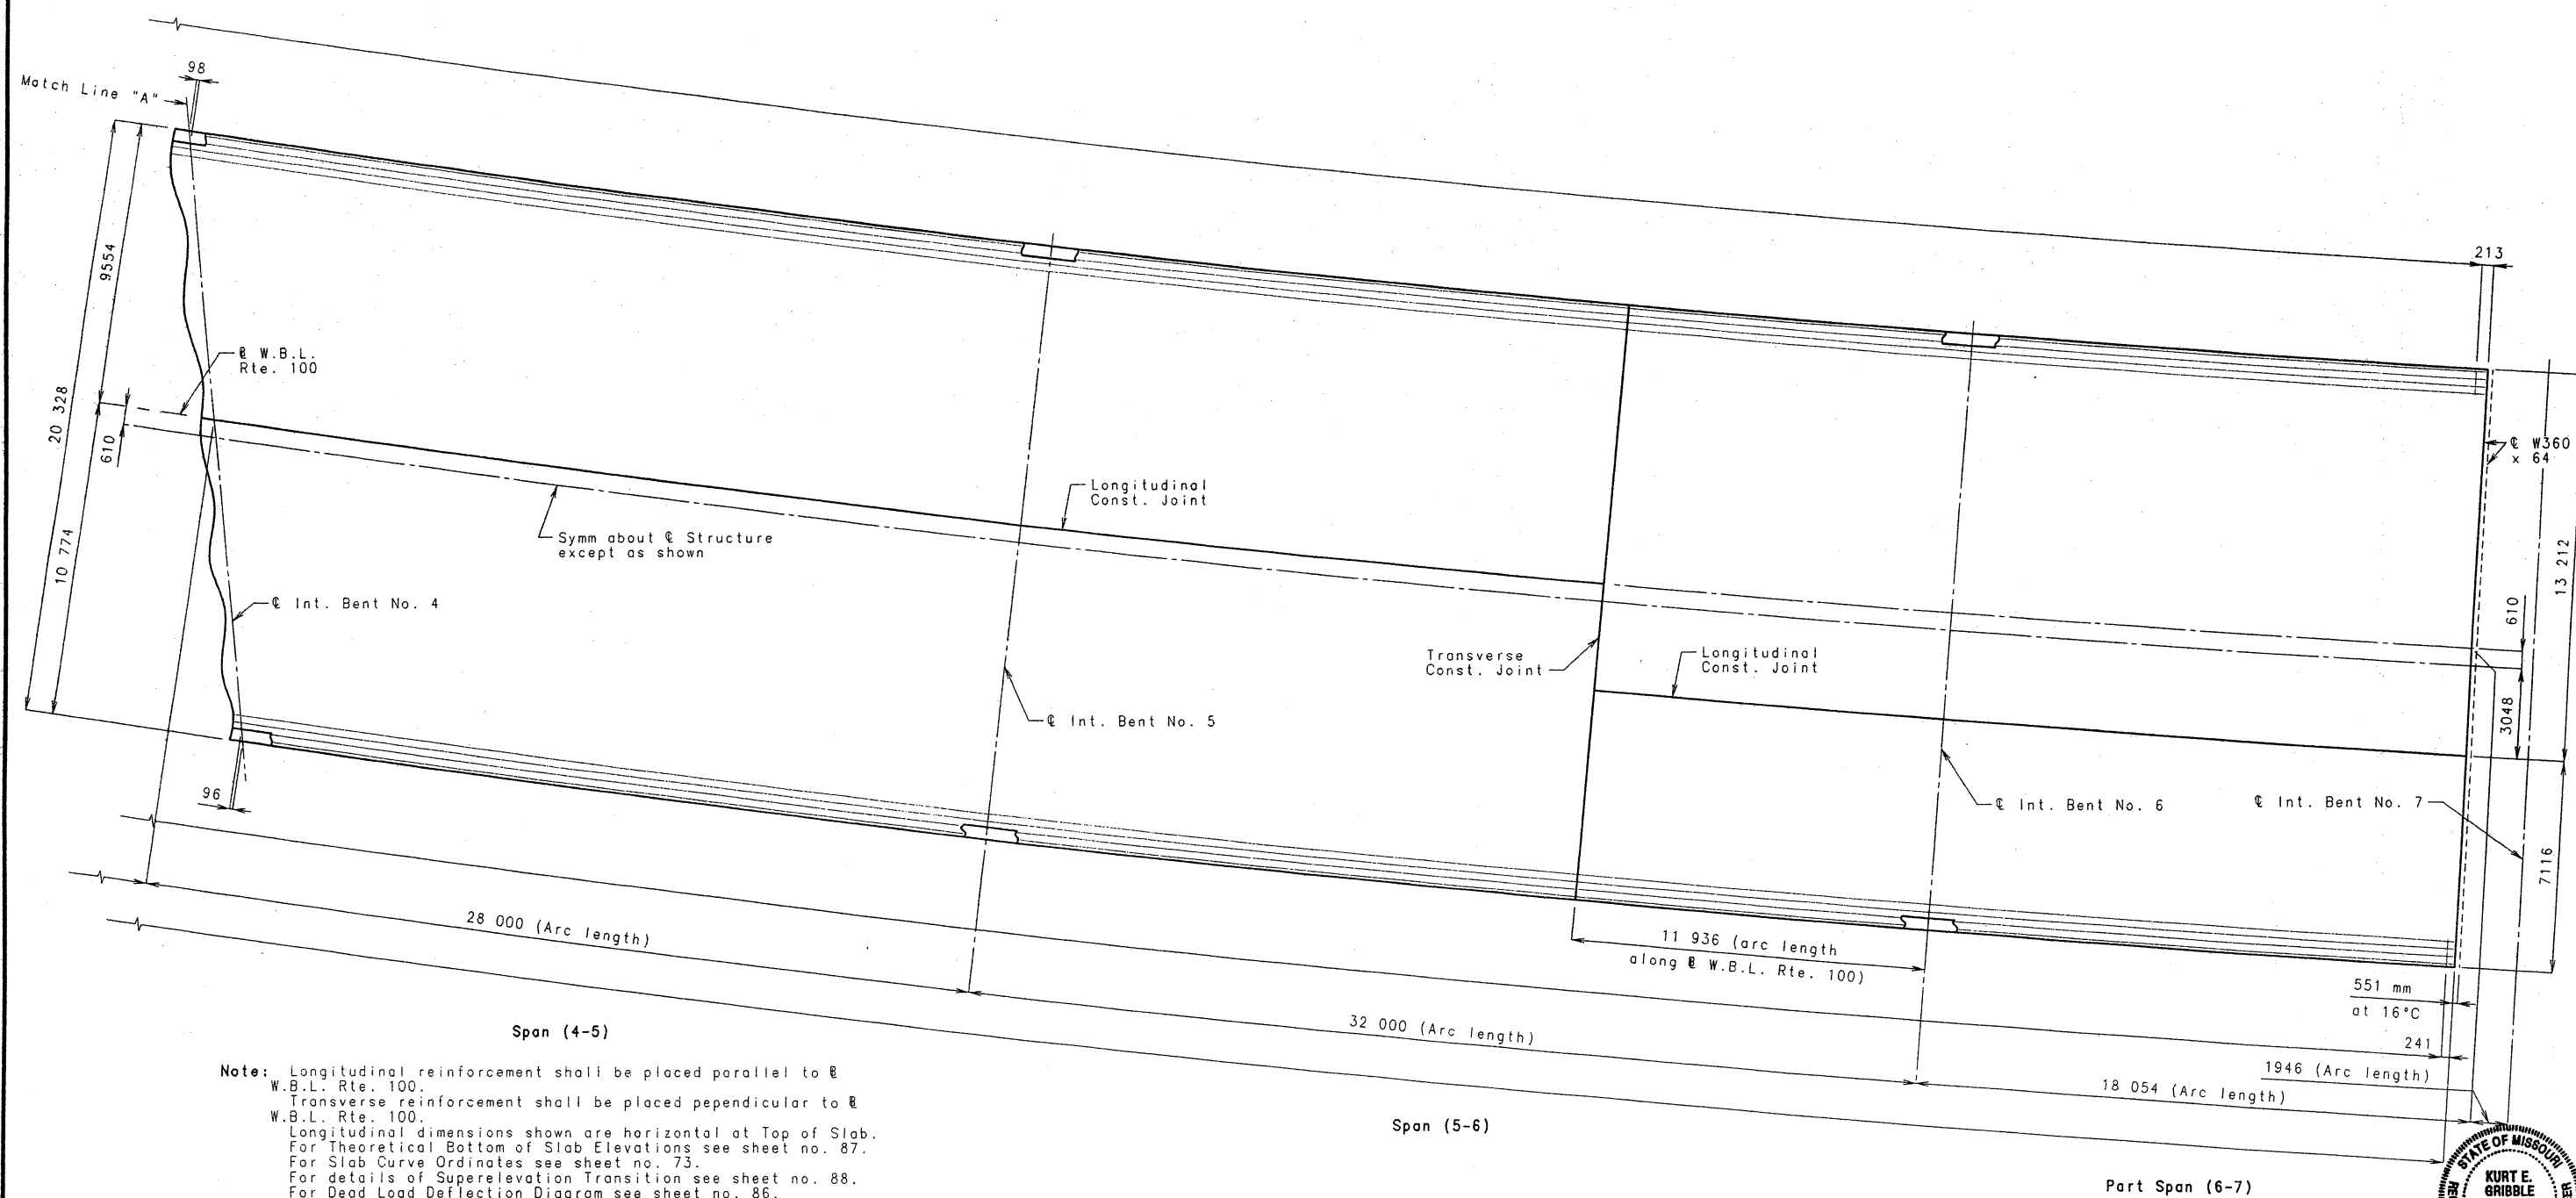 98
Match Line "A"
213
9554
℄ W360
x 64
℄ W.B.L.
Rte. 100
20 328
610
Longitudinal
Const. Joint
Symm about ℄ Structure
except as shown
10 774
13 212
610
℄ Int. Bent No. 4
Transverse
Const. Joint
Longitudinal
Const. Joint
3048
℄ Int. Bent No. 5
96
℄ Int. Bent No. 6
℄ Int. Bent No. 7
7116
28 000 (Arc length)
11 936 (arc length
along ℄ W.B.L. Rte. 100)
551 mm
at 16°C
Span (4-5)
32 000 (Arc length)
241
1946 (Arc length)
18 054 (Arc length)
Note: Longitudinal reinforcement shall be placed parallel to ℄
W.B.L. Rte. 100.
Transverse reinforcement shall be placed pependicular to ℄
W.B.L. Rte. 100.
Longitudinal dimensions shown are horizontal at Top of Slab.
For Theoretical Bottom of Slab Elevations see sheet no. 87.
For Slab Curve Ordinates see sheet no. 73.
For details of Superelevation Transition see sheet no. 88.
For Dead Load Deflection Diagram see sheet no. 86.
Span (5-6)
Part Span (6-7)
STATE OF MISSOURI
KURT E.
GRIBBLE